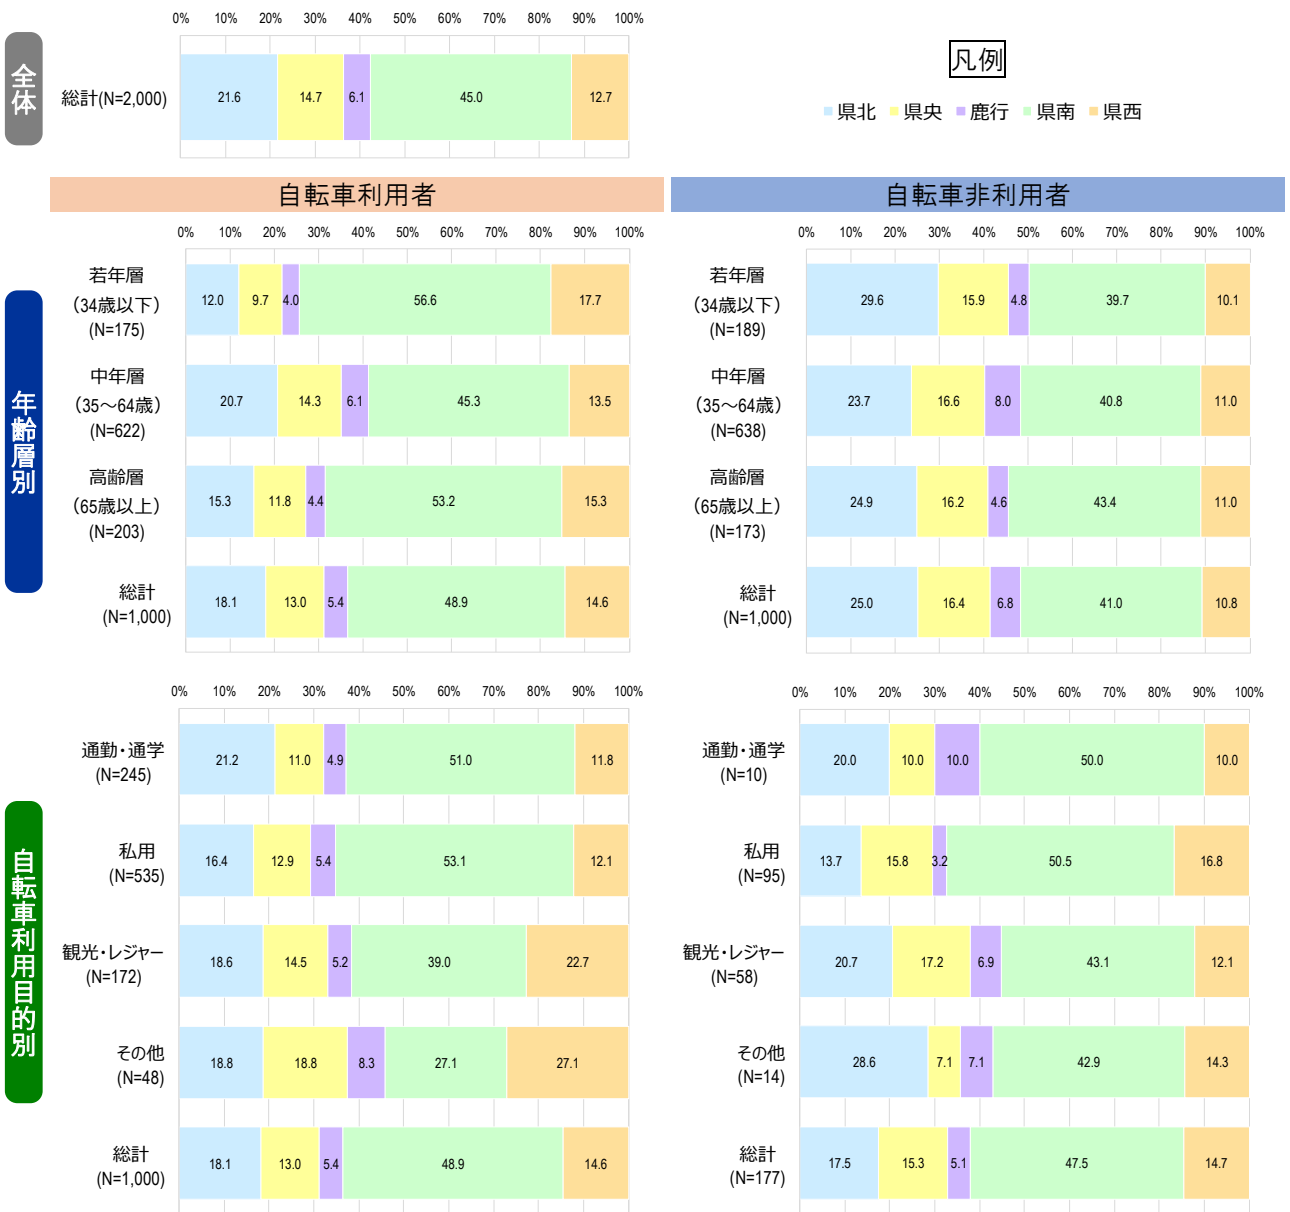 0% 10% 20% 30% 40% 50% 60% 70% 80% 90% 100%
全体
総計(N=2,000)
21.6 14.7 6.1 45.0 12.7
凡例
県北 県央 鹿行 県南 県西
自転車利用者
自転車非利用者
年齢層別
0% 10% 20% 30% 40% 50% 60% 70% 80% 90% 100%
若年層
（34歳以下）
(N=175)
12.0 9.7 4.0 56.6 17.7
中年層
（35～64歳）
(N=622)
20.7 14.3 6.1 45.3 13.5
高齢層
（65歳以上）
(N=203)
15.3 11.8 4.4 53.2 15.3
総計
(N=1,000)
18.1 13.0 5.4 48.9 14.6
0% 10% 20% 30% 40% 50% 60% 70% 80% 90% 100%
若年層
（34歳以下）
(N=189)
29.6 15.9 4.8 39.7 10.1
中年層
（35～64歳）
(N=638)
23.7 16.6 8.0 40.8 11.0
高齢層
（65歳以上）
(N=173)
24.9 16.2 4.6 43.4 11.0
総計
(N=1,000)
25.0 16.4 6.8 41.0 10.8
自転車利用目的別
0% 10% 20% 30% 40% 50% 60% 70% 80% 90% 100%
通勤・通学
(N=245)
21.2 11.0 4.9 51.0 11.8
私用
(N=535)
16.4 12.9 5.4 53.1 12.1
観光・レジャー
(N=172)
18.6 14.5 5.2 39.0 22.7
その他
(N=48)
18.8 18.8 8.3 27.1 27.1
総計
(N=1,000)
18.1 13.0 5.4 48.9 14.6
0% 10% 20% 30% 40% 50% 60% 70% 80% 90% 100%
通勤・通学
(N=10)
20.0 10.0 10.0 50.0 10.0
私用
(N=95)
13.7 15.8 3.2 50.5 16.8
観光・レジャー
(N=58)
20.7 17.2 6.9 43.1 12.1
その他
(N=14)
28.6 7.1 7.1 42.9 14.3
総計
(N=177)
17.5 15.3 5.1 47.5 14.7